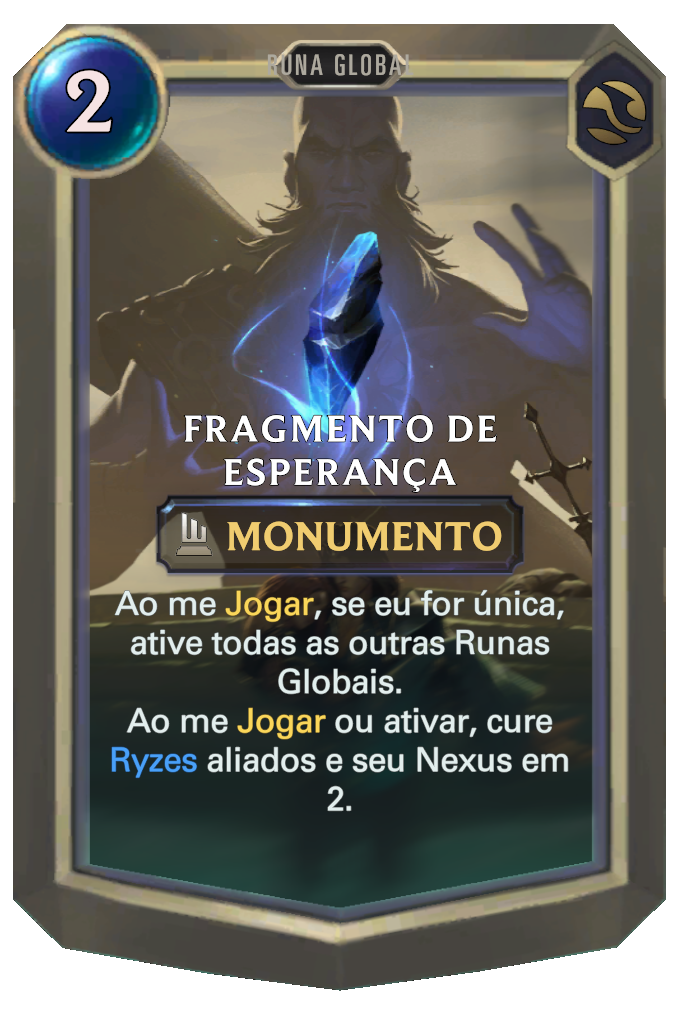 RUNA GLOBAL
2
FRAGMENTO DE
ESPERANÇA
MONUMENTO
Ao me Jogar, se eu for única,
ative todas as outras Runas
Globais.
Ao me Jogar ou ativar, cure
Ryzes aliados e seu Nexus em
2.